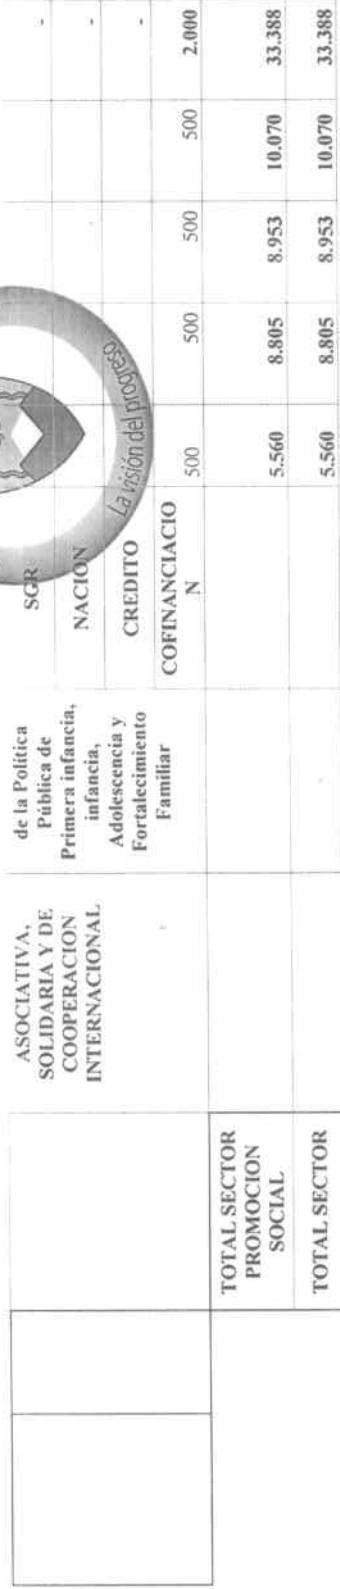 ASOCIATIVA,
SOLIDARIA Y DE
COOPERACION
INTERNACIONAL
de la Política
Pública de
Primera infancia,
infancia,
Adolescencia y
Fortalecimiento
Familiar
SGR -
NACION -
CREDITO -
COFINANCIACIO
N 500 500 500 500 2.000
La visión del progreso
TOTAL SECTOR
PROMOCION
SOCIAL 5.560 8.805 8.953 10.070 33.388
TOTAL SECTOR 5.560 8.805 8.953 10.070 33.388